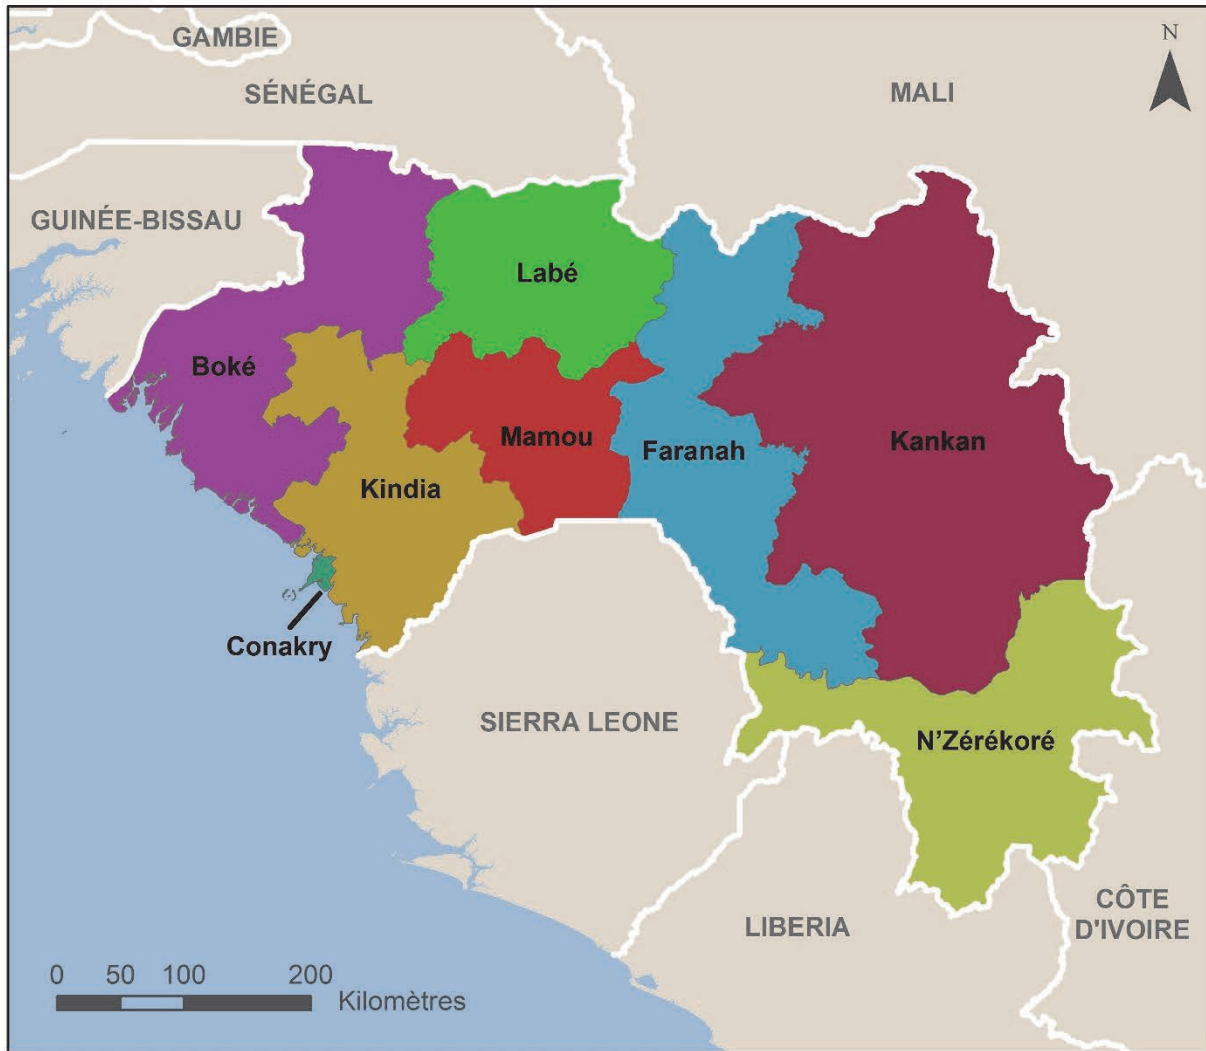 GAMBIE
N
SÉNÉGAL
MALI
GUINÉE-BISSAU
Labé
Boké
Mamou
Faranah
Kankan
Kindia
Conakry
SIERRA LEONE
N'Zérékoré
LIBERIA
CÔTE
D'IVOIRE
0 50 100 200
Kilomètres